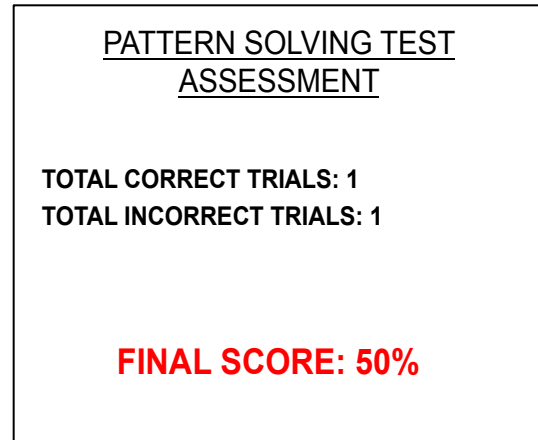 PATTERN SOLVING TEST
ASSESSMENT
TOTAL CORRECT TRIALS: 1
TOTAL INCORRECT TRIALS: 1
FINAL SCORE: 50%